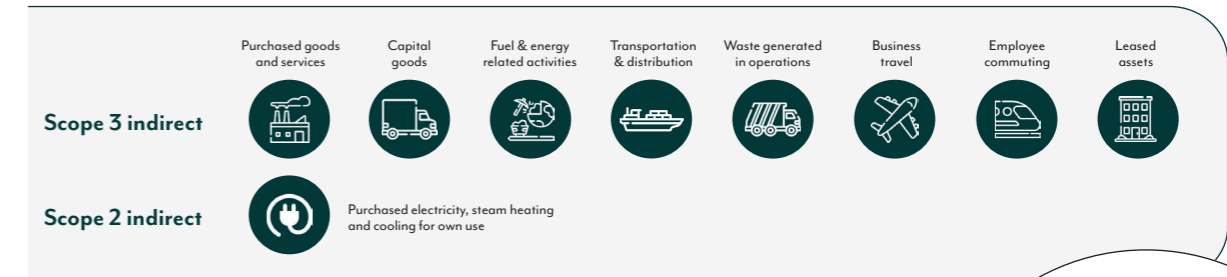 Purchased goods
and services
Capital
goods
Fuel & energy
related activities
Transportation
& distribution
Waste generated
in operations
Business
travel
Employee
commuting
Leased
assets
Scope 3 indirect
Scope 2 indirect
Purchased electricity, steam heating
and cooling for own use